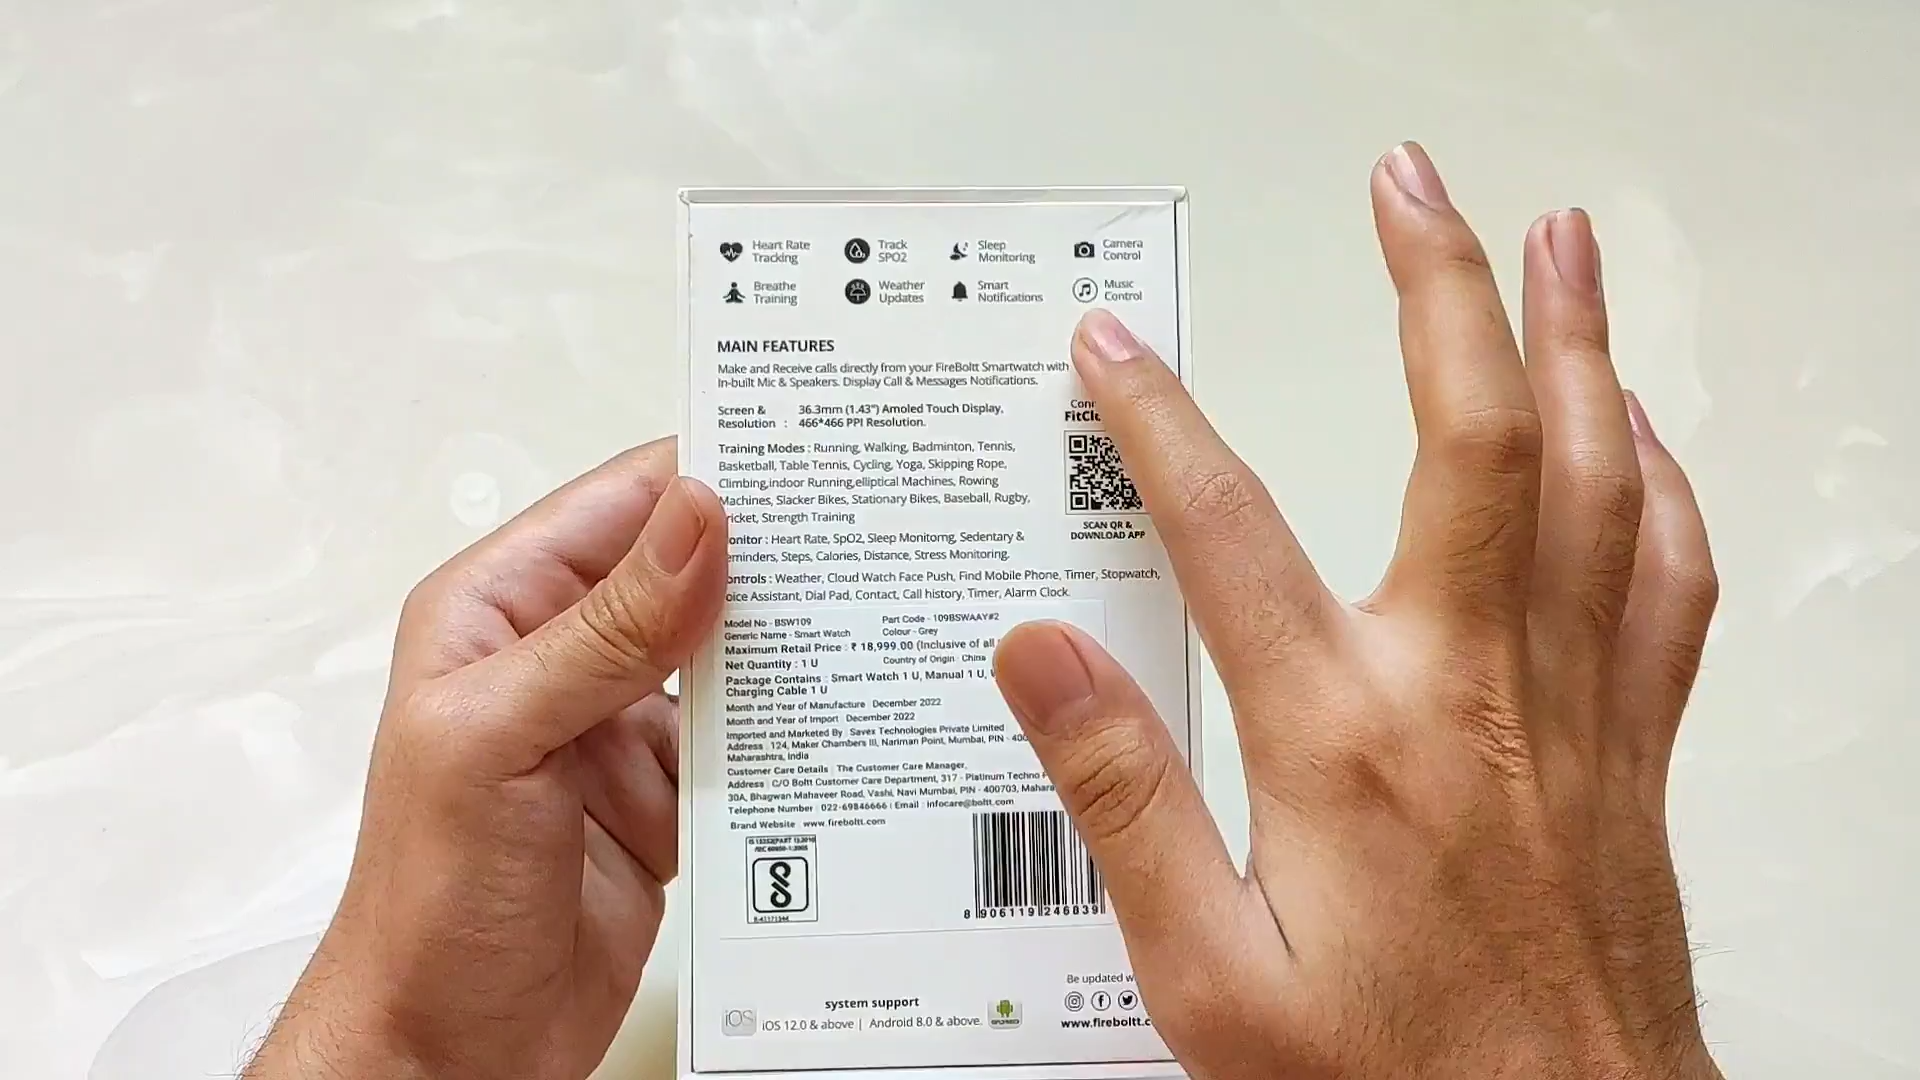 Heart Rate
Tracking
Track
SPO2
Sleep
Monitoring
Camera
Control
Breathe
Training
Weather
Updates
Smart
Notifications
Music
Control
MAIN FEATURES
Make and Receive calls directly from your FireBoltt Smartwatch with
In-built Mic & Speakers. Display Call & Messages Notifications.
Screen & Resolution : 36.3mm (1.43") Amoled Touch Display,
466*466 PPI Resolution.
Training Modes : Running, Walking, Badminton, Tennis,
Basketball, Table Tennis, Cycling, Yoga, Skipping Rope,
Climbing,indoor Running,elliptical Machines, Rowing
Machines, Slacker Bikes, Stationary Bikes, Baseball, Rugby,
ricket, Strength Training
onitor : Heart Rate, SpO2, Sleep Monitorng, Sedentary &
eminders, Steps, Calories, Distance, Stress Monitoring.
ontrols : Weather, Cloud Watch Face Push, Find Mobile Phone, Timer, Stopwatch,
oice Assistant, Dial Pad, Contact, Call history, Timer, Alarm Clock.
Con
FitClo
SCAN QR &
DOWNLOAD APP
Model No - BSW109
Part Code - 109BSWAAY#2
Generic Name - Smart Watch
Colour - Grey
Maximum Retail Price : ₹ 18,999.00 (Inclusive of all
Net Quantity : 1 U
Country of Origin : China
Package Contains : Smart Watch 1 U, Manual 1 U,
Charging Cable 1 U
Month and Year of Manufacture : December 2022
Month and Year of Import : December 2022
Imported and Marketed By : Savex Technologies Private Limited
Address : 124, Maker Chambers III, Nariman Point, Mumbai, PIN - 400
Maharashtra, India
Customer Care Details : The Customer Care Manager,
Address : C/O Boltt Customer Care Department, 317 - Platinum Techno
30A, Bhagwan Mahaveer Road, Vashi, Navi Mumbai, PIN - 400703, Mahara
Telephone Number : 022-69846666 | Email : infocare@boltt.com
Brand Website : www.fireboltt.com
8 906119 246839
system support
iOS
iOS 12.0 & above | Android 8.0 & above.
Be updated w
www.fireboltt.c